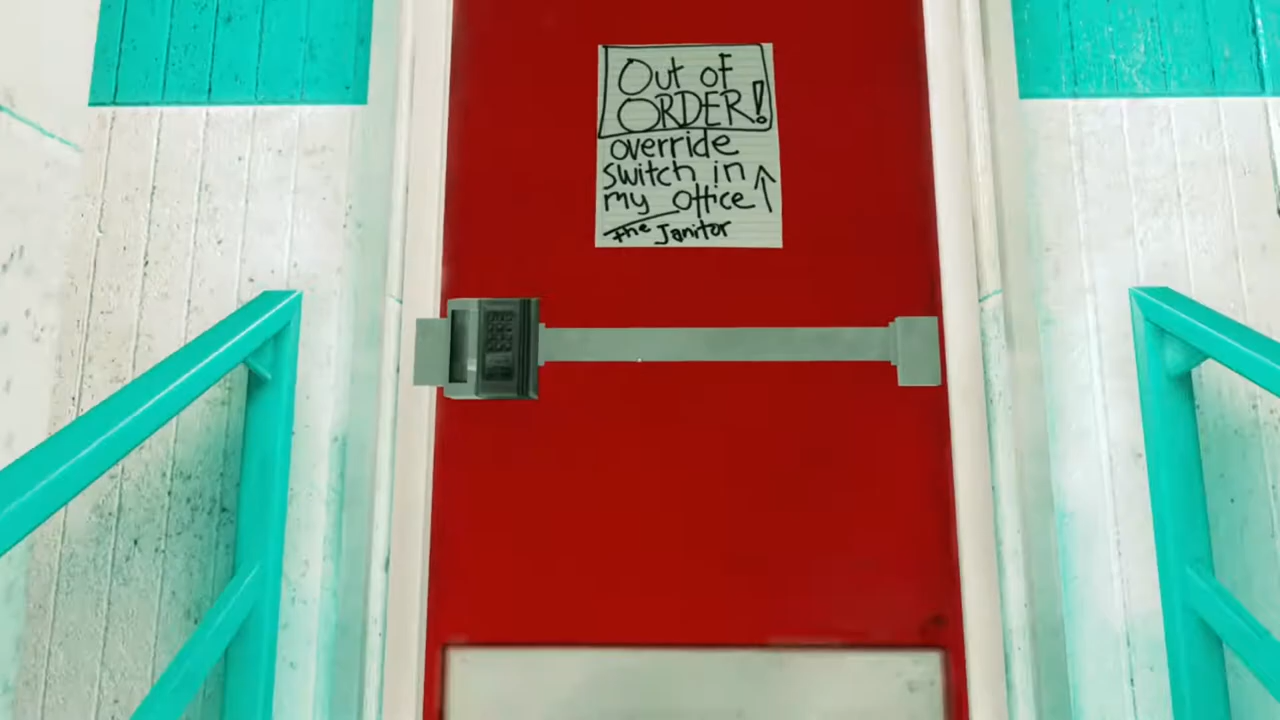 Out of
ORDER!
override
switch in
my office ↑
The Janitor